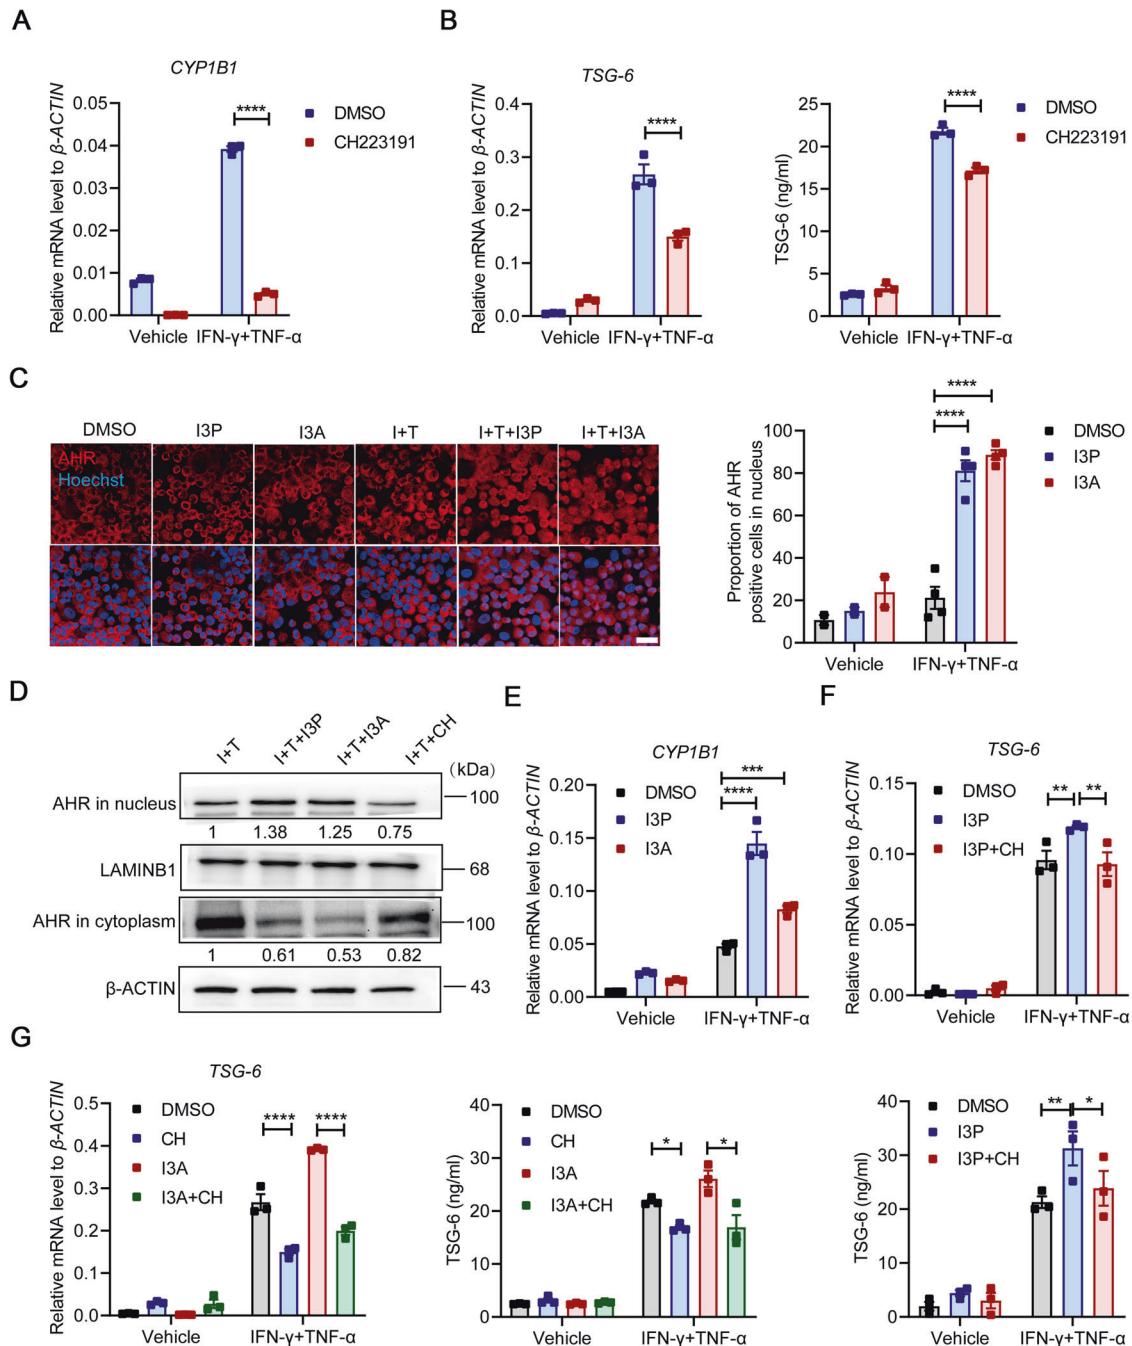 A
CYP1B1
Relative mRNA level to β-ACTIN
0.05
0.04
0.03
0.02
0.01
0.00
****
DMSO
CH223191
Vehicle IFN-γ+TNF-α
B
TSG-6
Relative mRNA level to β-ACTIN
0.4
0.3
0.2
0.1
0.0
****
Vehicle IFN-γ+TNF-α
TSG-6 (ng/ml)
25
20
15
10
5
0
****
DMSO
CH223191
Vehicle IFN-γ+TNF-α
C
DMSO I3P I3A I+T I+T+I3P I+T+I3A
AHR
Hoechst
Proportion of AHR
positive cells in nucleus
100
80
60
40
20
0
****
****
DMSO
I3P
I3A
Vehicle IFN-γ+TNF-α
D
I+T I+T+I3P I+T+I3A I+T+CH
(kDa)
AHR in nucleus 100
1 1.38 1.25 0.75
LAMINB1 68
AHR in cytoplasm 100
1 0.61 0.53 0.82
β-ACTIN 43
E
CYP1B1
Relative mRNA level to β-ACTIN
0.20
0.15
0.10
0.05
0.00
DMSO
I3P
I3A
***
****
Vehicle IFN-γ+TNF-α
F
TSG-6
Relative mRNA level to β-ACTIN
0.15
0.10
0.05
0.00
DMSO
I3P
I3P+CH
** **
Vehicle IFN-γ+TNF-α
G
TSG-6
Relative mRNA level to β-ACTIN
0.5
0.4
0.3
0.2
0.1
0.0
DMSO
CH
I3A
I3A+CH
**** ****
Vehicle IFN-γ+TNF-α
TSG-6 (ng/ml)
40
30
20
10
0
DMSO
CH
I3A
I3A+CH
* *
Vehicle IFN-γ+TNF-α
TSG-6 (ng/ml)
40
30
20
10
0
DMSO
I3P
I3P+CH
** *
Vehicle IFN-γ+TNF-α